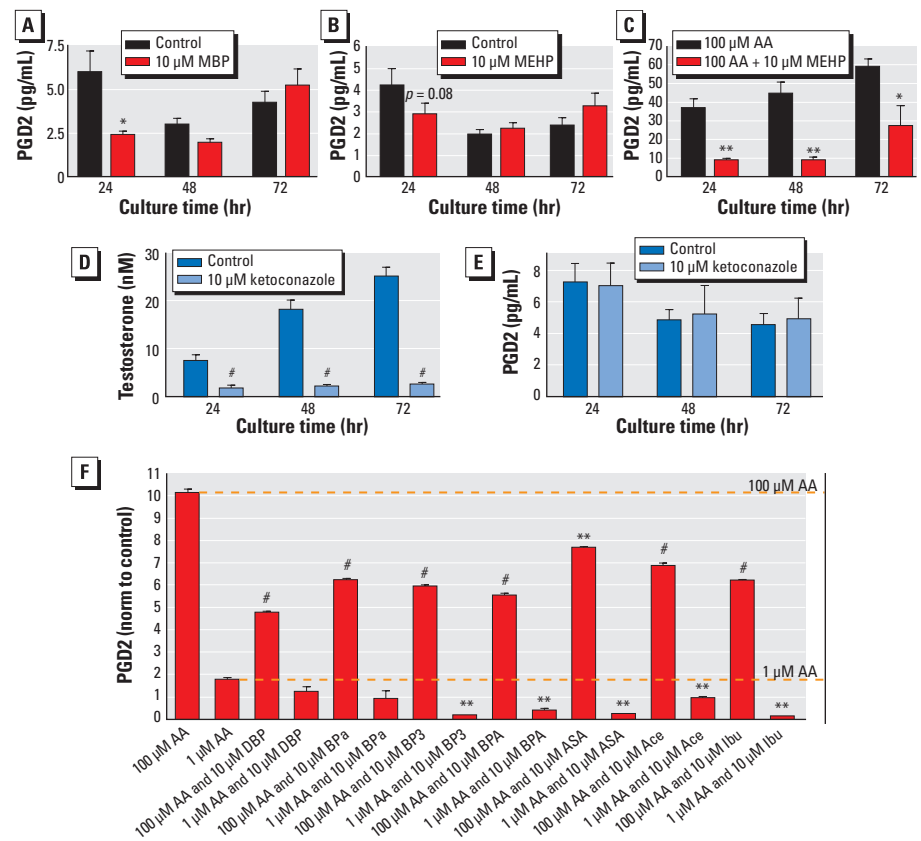 A
Control
10 µM MBP
PGD2 (pg/mL)
7.5
5.0
2.5
0
*
24
48
72
Culture time (hr)
B
Control
10 µM MEHP
PGD2 (pg/mL)
6
5
4
3
2
1
0
p = 0.08
24
48
72
Culture time (hr)
C
100 µM AA
100 AA + 10 µM MEHP
PGD2 (pg/mL)
70
60
50
40
30
20
10
0
**
**
*
24
48
72
Culture time (hr)
D
Control
10 µM ketoconazole
Testosterone (nM)
30
20
10
0
#
#
#
24
48
72
Culture time (hr)
E
Control
10 µM ketoconazole
PGD2 (pg/mL)
8
6
4
2
0
24
48
72
Culture time (hr)
F
PGD2 (norm to control)
11
10
9
8
7
6
5
4
3
2
1
0
100 µM AA
1 µM AA
#
#
#
**
#
**
**
**
#
**
#
**
100 µM AA
1 µM AA
100 µM AA and 10 µM DBP
1 µM AA and 10 µM DBP
100 µM AA and 10 µM BPa
1 µM AA and 10 µM BPa
100 µM AA and 10 µM BP3
1 µM AA and 10 µM BP3
100 µM AA and 10 µM BPA
1 µM AA and 10 µM BPA
100 µM AA and 10 µM ASA
1 µM AA and 10 µM ASA
100 µM AA and 10 µM Ace
1 µM AA and 10 µM Ace
100 µM AA and 10 µM Ibu
1 µM AA and 10 µM Ibu